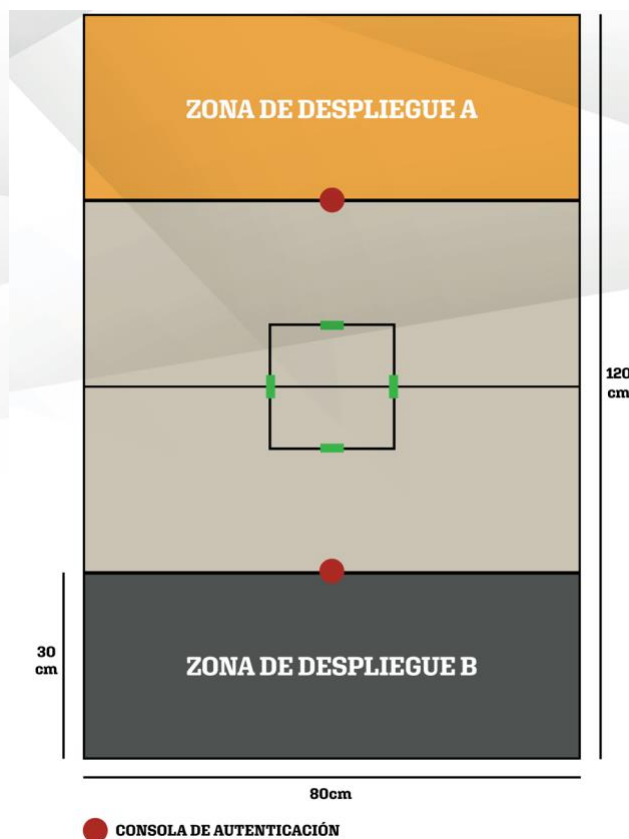 ZONA DE DESPLIEGUE A
120
cm
30
cm
ZONA DE DESPLIEGUE B
80cm
CONSOLA DE AUTENTICACIÓN